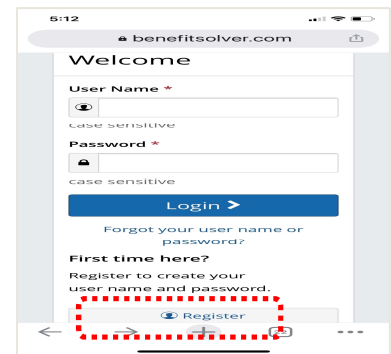 5:12
benefitsolver.com
Welcome
User Name *
case sensitive
Password *
case sensitive
Login >
Forgot your user name or
password?
First time here?
Register to create your
user name and password.
Register